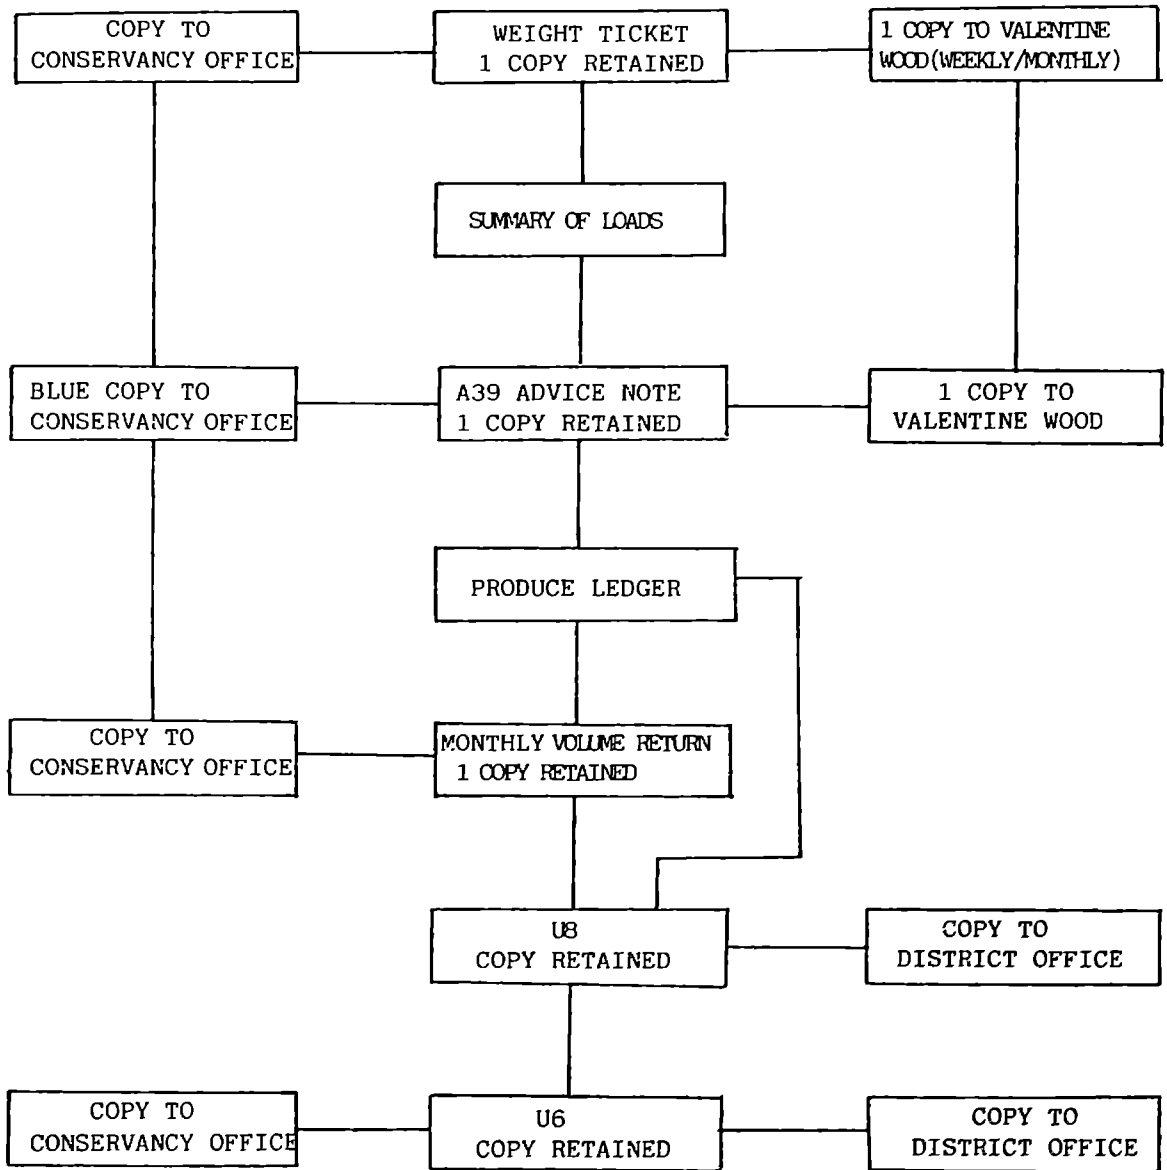 COPY TO
CONSERVANCY OFFICE
WEIGHT TICKET
1 COPY RETAINED
1 COPY TO VALENTINE
WOOD(WEEKLY/MONTHLY)
SUMMARY OF LOADS
BLUE COPY TO
CONSERVANCY OFFICE
A39 ADVICE NOTE
1 COPY RETAINED
1 COPY TO
VALENTINE WOOD
PRODUCE LEDGER
COPY TO
CONSERVANCY OFFICE
MONTHLY VOLUME RETURN
1 COPY RETAINED
U8
COPY RETAINED
COPY TO
DISTRICT OFFICE
COPY TO
CONSERVANCY OFFICE
U6
COPY RETAINED
COPY TO
DISTRICT OFFICE